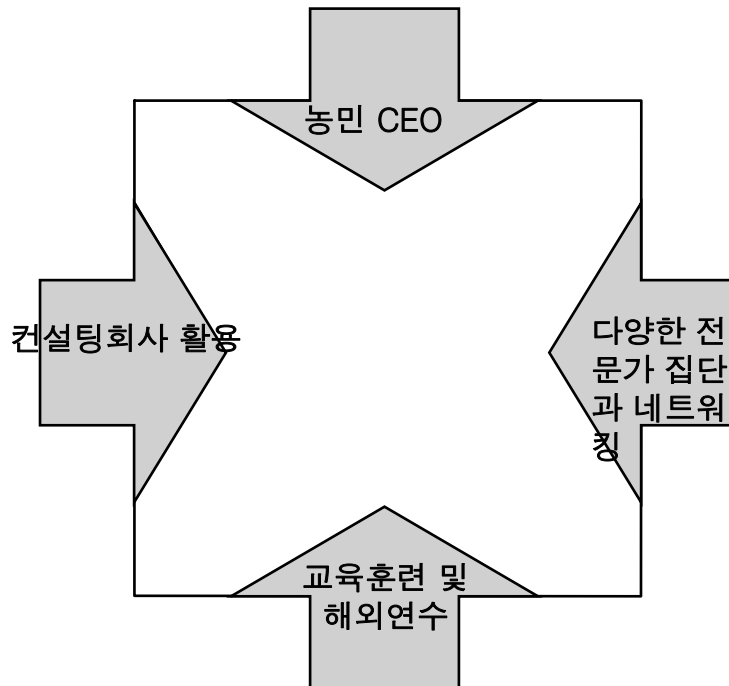 농민 CEO
컨설팅회사 활용
다양한 전
문가 집단
과 네트워
킹
교육훈련 및
해외연수